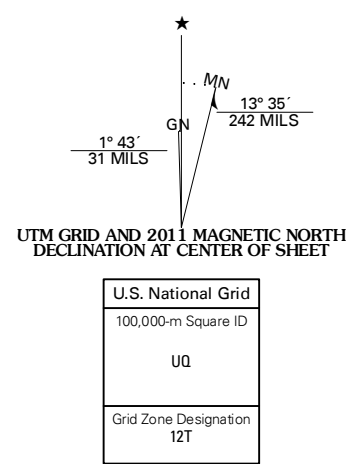 ★
MN
13° 35´
242 MILS
GN
1° 43´
31 MILS
UTM GRID AND 2011 MAGNETIC NORTH
DECLINATION AT CENTER OF SHEET
U.S. National Grid
100,000-m Square ID
UQ
Grid Zone Designation
12T